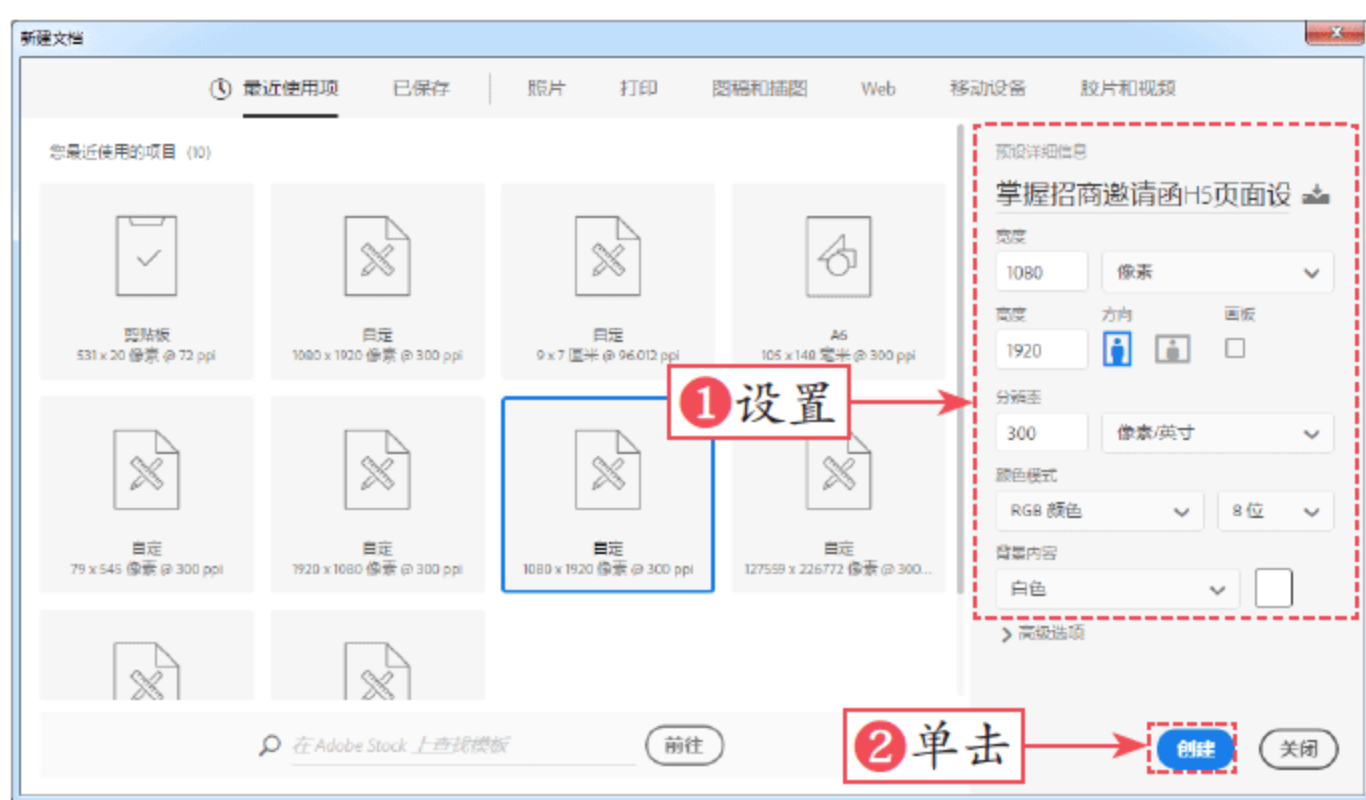 新建文档
最近使用项 已保存 照片 打印 图稿和插图 Web 移动设备 胶片和视频
您最近使用的项目 (10)
剪贴板
531 x 20 像素 @ 72 ppi
自定
1080 x 1920 像素 @ 300 ppi
自定
9 x 7 厘米 @ 96.012 ppi
A6
105 x 148 毫米 @ 300 ppi
自定
79 x 545 像素 @ 300 ppi
自定
1920 x 1080 像素 @ 300 ppi
自定
1080 x 1920 像素 @ 300 ppi
自定
127559 x 226772 像素 @ 300...
在 Adobe Stock 上查找模板
前往
预设详细信息
掌握招商邀请函H5页面设
宽度
1080 像素
高度 方向 画板
1920
分辨率
300 像素/英寸
颜色模式
RGB 颜色 8 位
背景内容
白色
高级选项
1 设置
2 单击
创建 关闭